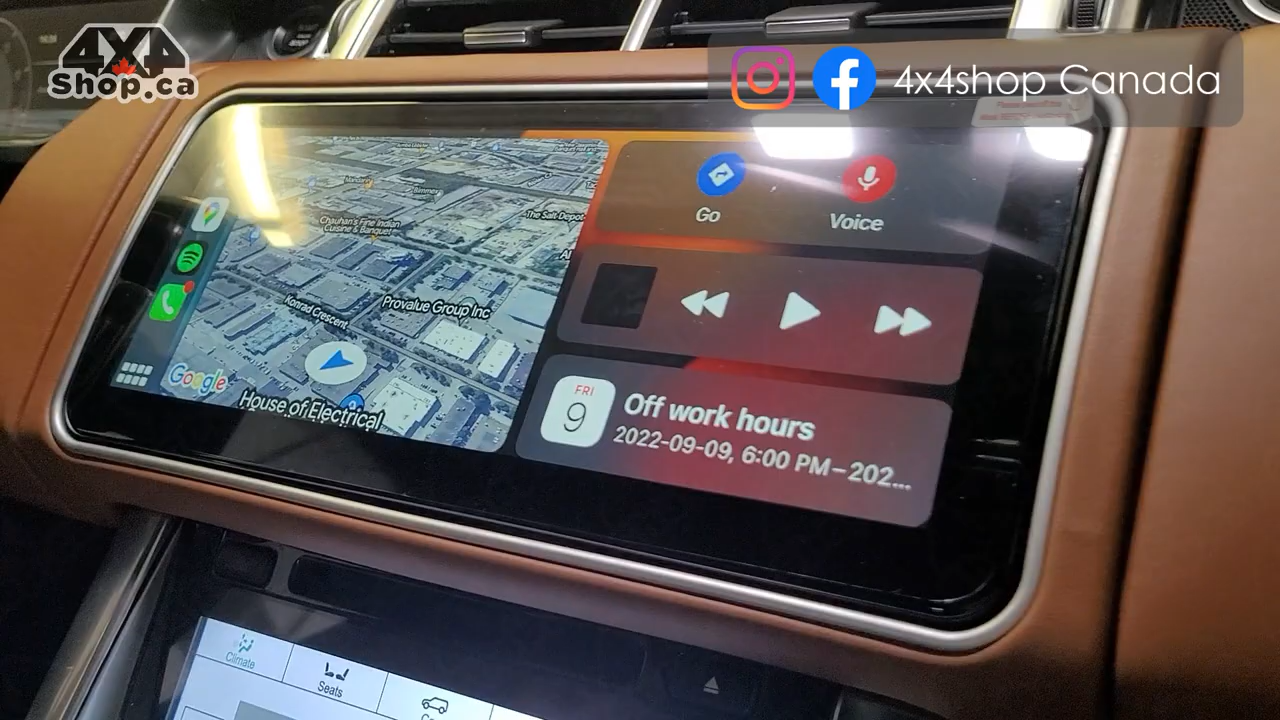 4X4
Shop.ca
4x4shop Canada
Go
Voice
Chauhan's Fine Indian
Cuisine & Banquet
The Salt Depot
Provalue Group Inc
Konrad Crescent
Google
House of Electrical
FRI
9
Off work hours
2022-09-09, 6:00 PM–202...
Climate
Seats